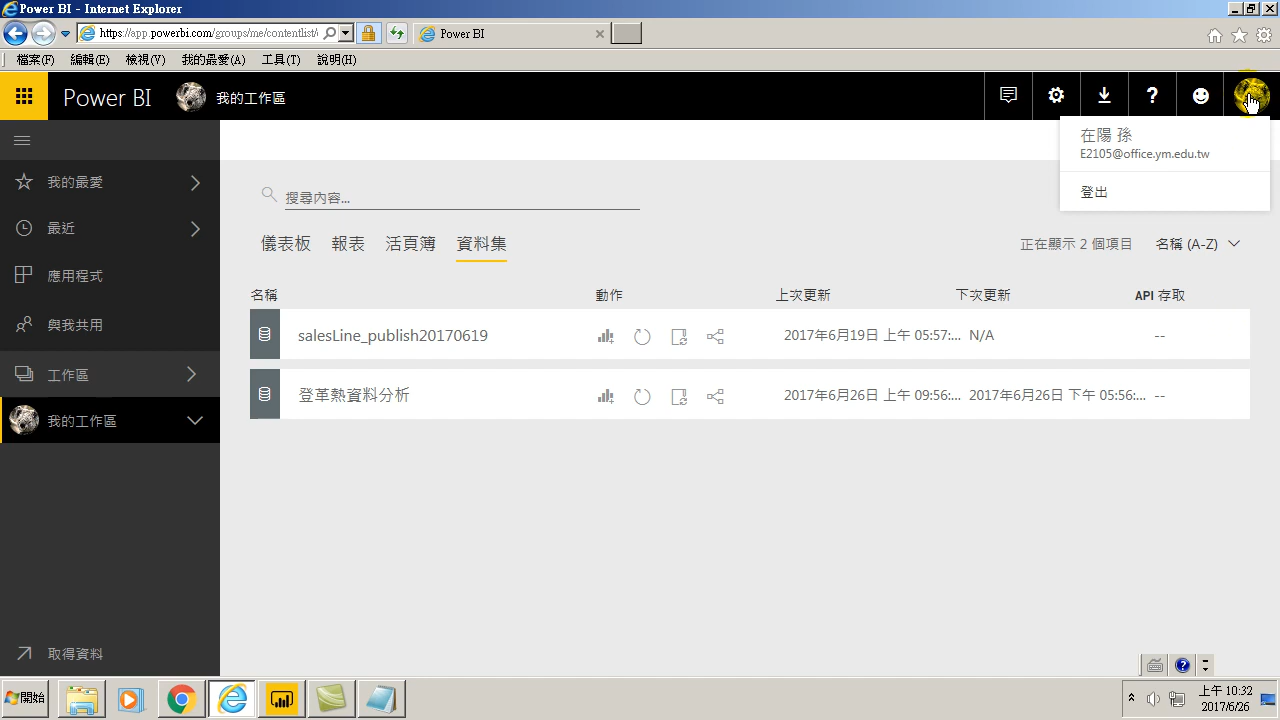 Power BI - Internet Explorer
https://app.powerbi.com/groups/me/contentlist/
Power BI
檔案(F) 編輯(E) 檢視(V) 我的最愛(A) 工具(T) 說明(H)
Power BI 我的工作區
在陽 孫
E2105@office.ym.edu.tw
登出
我的最愛
最近
應用程式
與我共用
工作區
我的工作區
取得資料
搜尋內容...
儀表板 報表 活頁簿 資料集 正在顯示 2 個項目 名稱 (A-Z)
名稱 動作 上次更新 下次更新 API 存取
salesLine_publish20170619 2017年6月19日 上午 05:57:... N/A --
登革熱資料分析 2017年6月26日 上午 09:56:... 2017年6月26日 下午 05:56:... --
開始
上午 10:32
2017/6/26